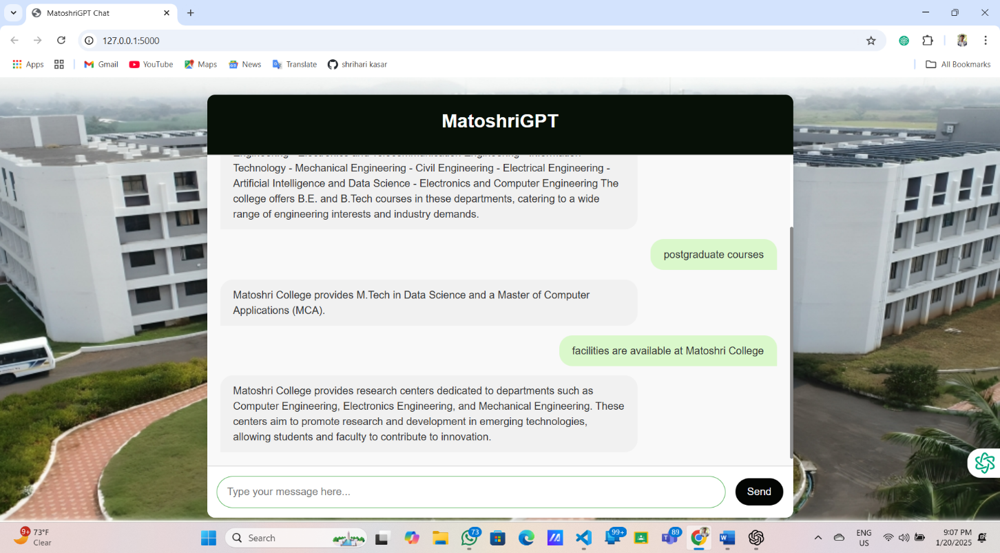 MatoshriGPT Chat
127.0.0.1:5000
Apps
Gmail
YouTube
Maps
News
Translate
shrihari kasar
All Bookmarks
MatoshriGPT
Engineering - Electronics and Telecommunication Engineering - Information
Technology - Mechanical Engineering - Civil Engineering - Electrical Engineering -
Artificial Intelligence and Data Science - Electronics and Computer Engineering The
college offers B.E. and B.Tech courses in these departments, catering to a wide
range of engineering interests and industry demands.
postgraduate courses
Matoshri College provides M.Tech in Data Science and a Master of Computer
Applications (MCA).
facilities are available at Matoshri College
Matoshri College provides research centers dedicated to departments such as
Computer Engineering, Electronics Engineering, and Mechanical Engineering. These
centers aim to promote research and development in emerging technologies,
allowing students and faculty to contribute to innovation.
Type your message here...
Send
9+
73°F
Clear
Search
73
99+
89
ENG
US
9:07 PM
1/20/2025